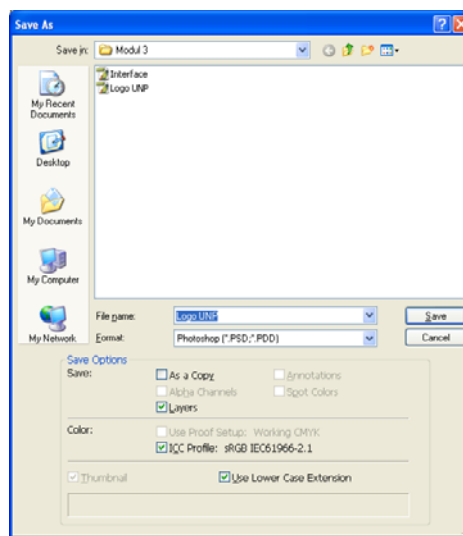 Save As
Save in: Modul 3
Interface
Logo UNP
My Recent
Documents
Desktop
My Documents
My Computer
My Network
File name: Logo UNP Save
Format: Photoshop (*.PSD;*.PDD) Cancel
Save Options
Save: As a Copy Annotations
Alpha Channels Spot Colors
Layers
Color: Use Proof Setup: Working CMYK
ICC Profile: sRGB IEC61966-2.1
Thumbnail Use Lower Case Extension